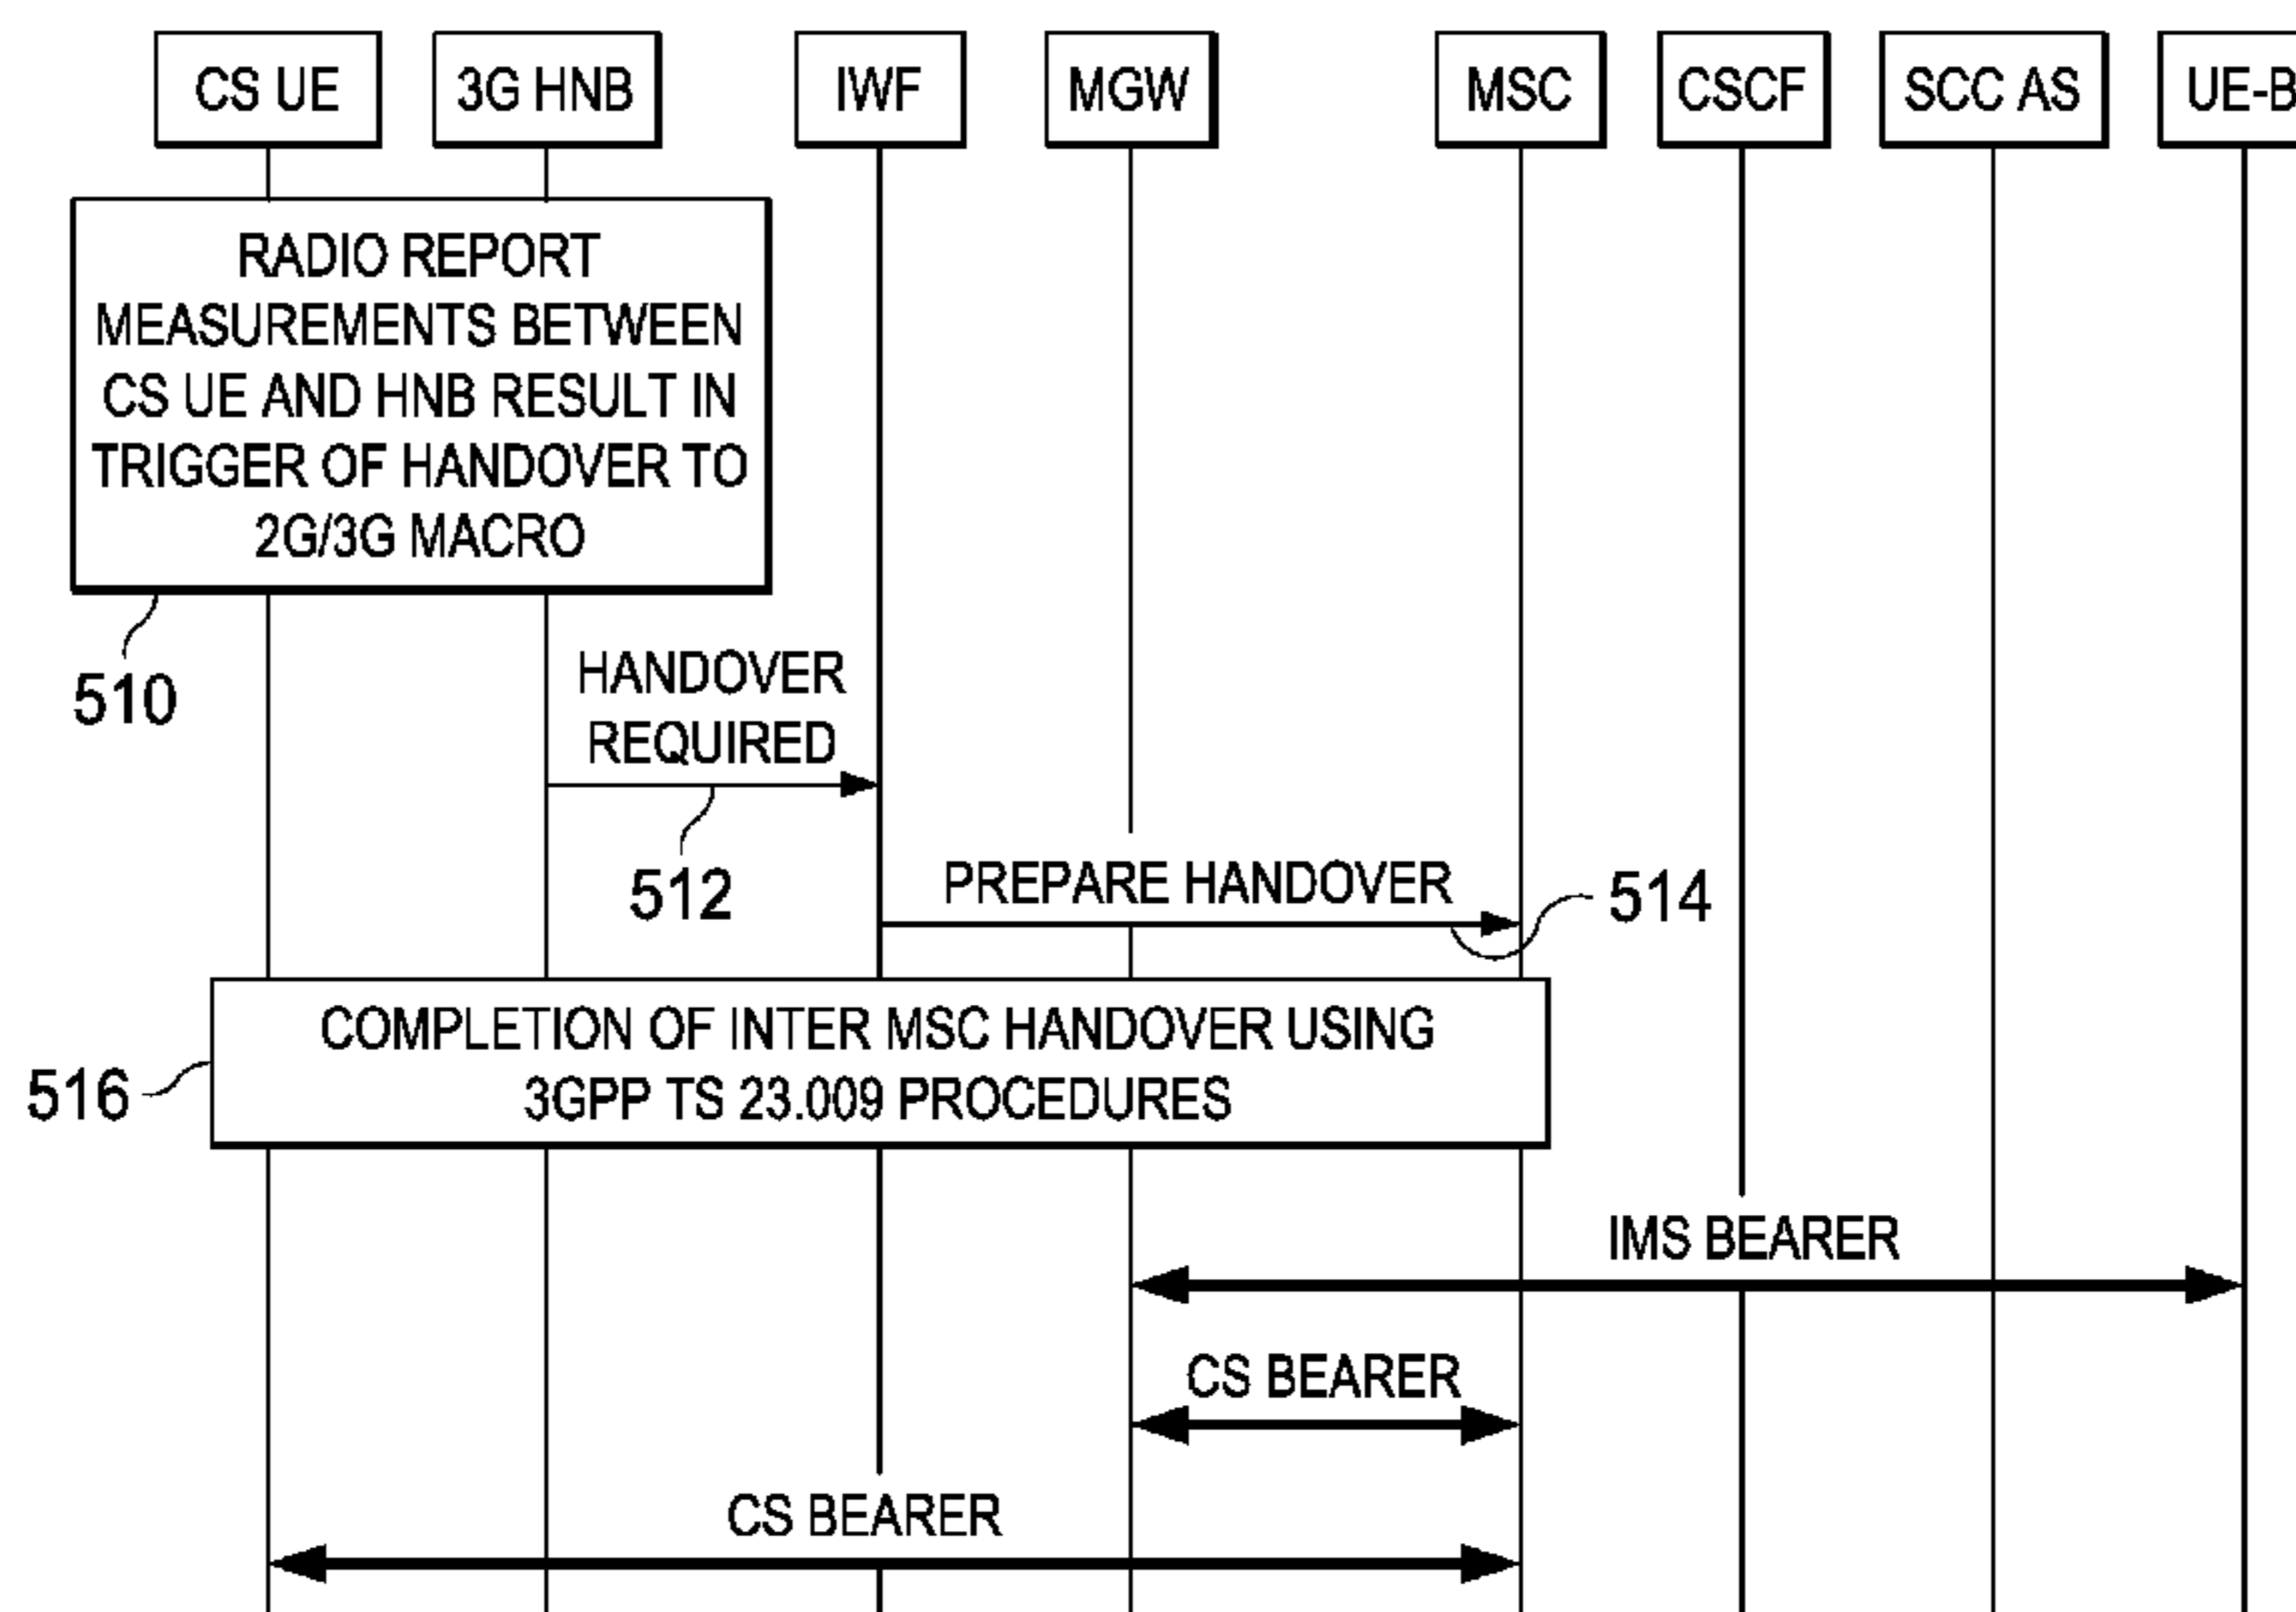 CS UE
3G HNB
IWF
MGW
MSC
CSCF
SCC AS
UE-B
RADIO REPORT
MEASUREMENTS BETWEEN
CS UE AND HNB RESULT IN
TRIGGER OF HANDOVER TO
2G/3G MACRO
510
HANDOVER
REQUIRED
512
PREPARE HANDOVER
514
COMPLETION OF INTER MSC HANDOVER USING
3GPP TS 23.009 PROCEDURES
516
IMS BEARER
CS BEARER
CS BEARER